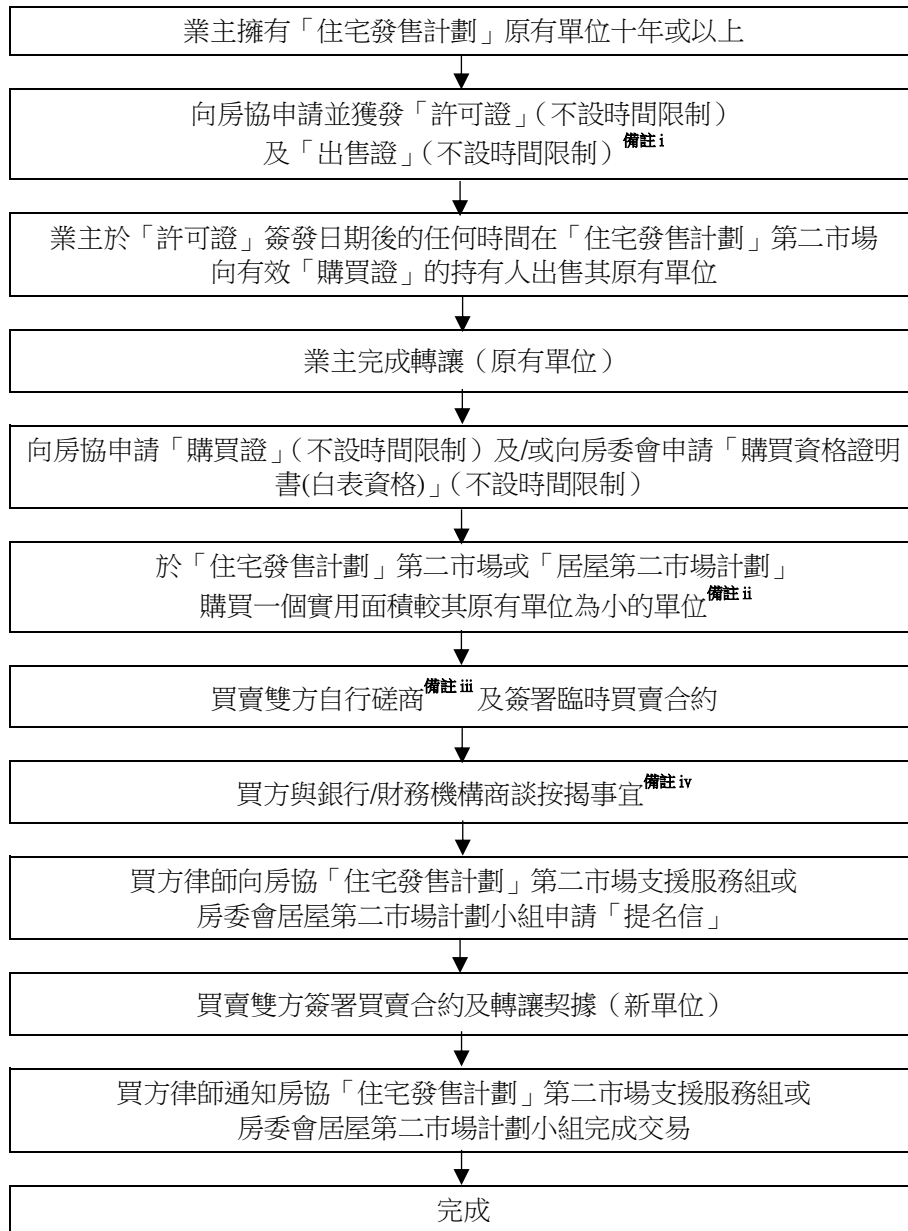 業主擁有「住宅發售計劃」原有單位十年或以上
向房協申請並獲發「許可證」（不設時間限制）
及「出售證」（不設時間限制）備註 i
業主於「許可證」簽發日期後的任何時間在「住宅發售計劃」第二市場
向有效「購買證」的持有人出售其原有單位
業主完成轉讓（原有單位）
向房協申請「購買證」（不設時間限制）及/或向房委會申請「購買資格證明
書(白表資格)」（不設時間限制）
於「住宅發售計劃」第二市場或「居屋第二市場計劃」
購買一個實用面積較其原有單位為小的單位備註 ii
買賣雙方自行磋商備註 iii 及簽署臨時買賣合約
買方與銀行/財務機構商談按揭事宜備註 iv
買方律師向房協「住宅發售計劃」第二市場支援服務組或
房委會居屋第二市場計劃小組申請「提名信」
買賣雙方簽署買賣合約及轉讓契據（新單位）
買方律師通知房協「住宅發售計劃」第二市場支援服務組或
房委會居屋第二市場計劃小組完成交易
完成